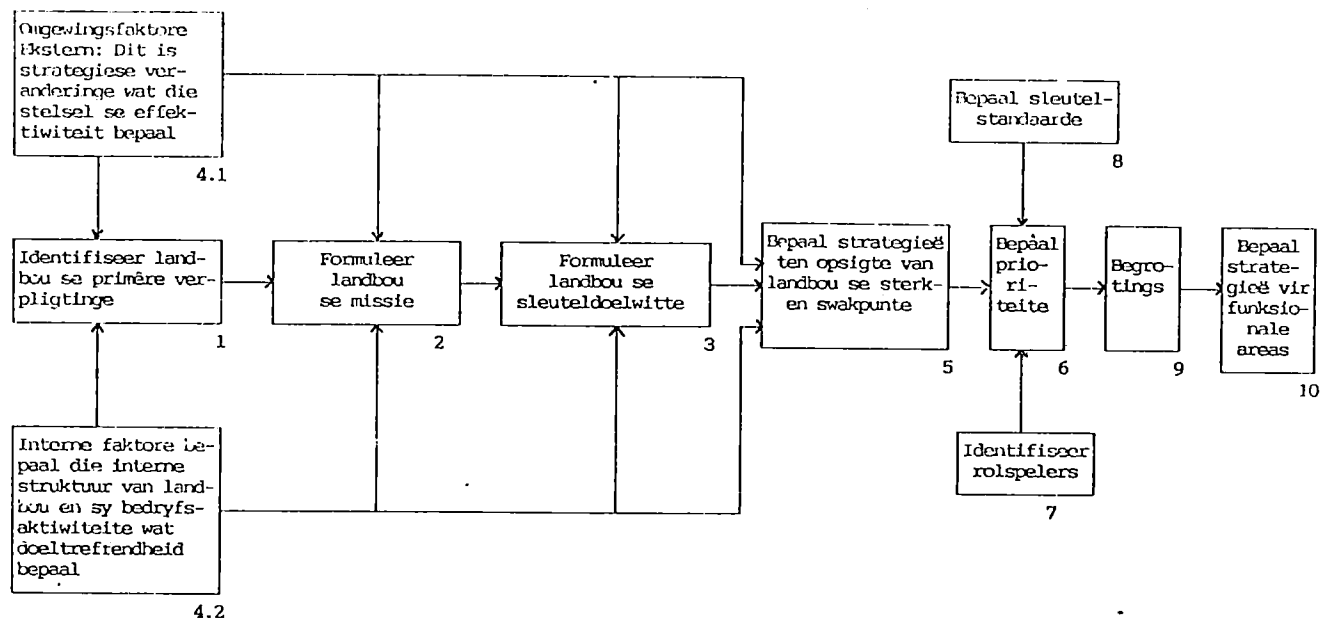 Omgewingsfaktore
Ekstern: Dit is
strategiese ver-
anderinge wat die
stelsel se effek-
tiwiteit bepaal
4.1
Bepaal sleutel-
standaarde
8
Identifiseer land-
bou se primêre ver-
pligtinge
1
Formuleer
landbou
se missie
2
Formuleer
landbou se
sleuteldoelwitte
3
Bepaal strategieë
ten opsigte van
landbou se sterk-
en swakpunte
5
Bepaal
prio-
ri-
teite
6
Begro-
tings
9
Bepaal
strate-
gieë vir
funksio-
nale
areas
10
Interne faktore be-
paal die interne
struktuur van land-
bou en sy bedryfs-
aktiwiteite wat
doeltreffendheid
bepaal
4.2
Identifiseer
rolspelers
7